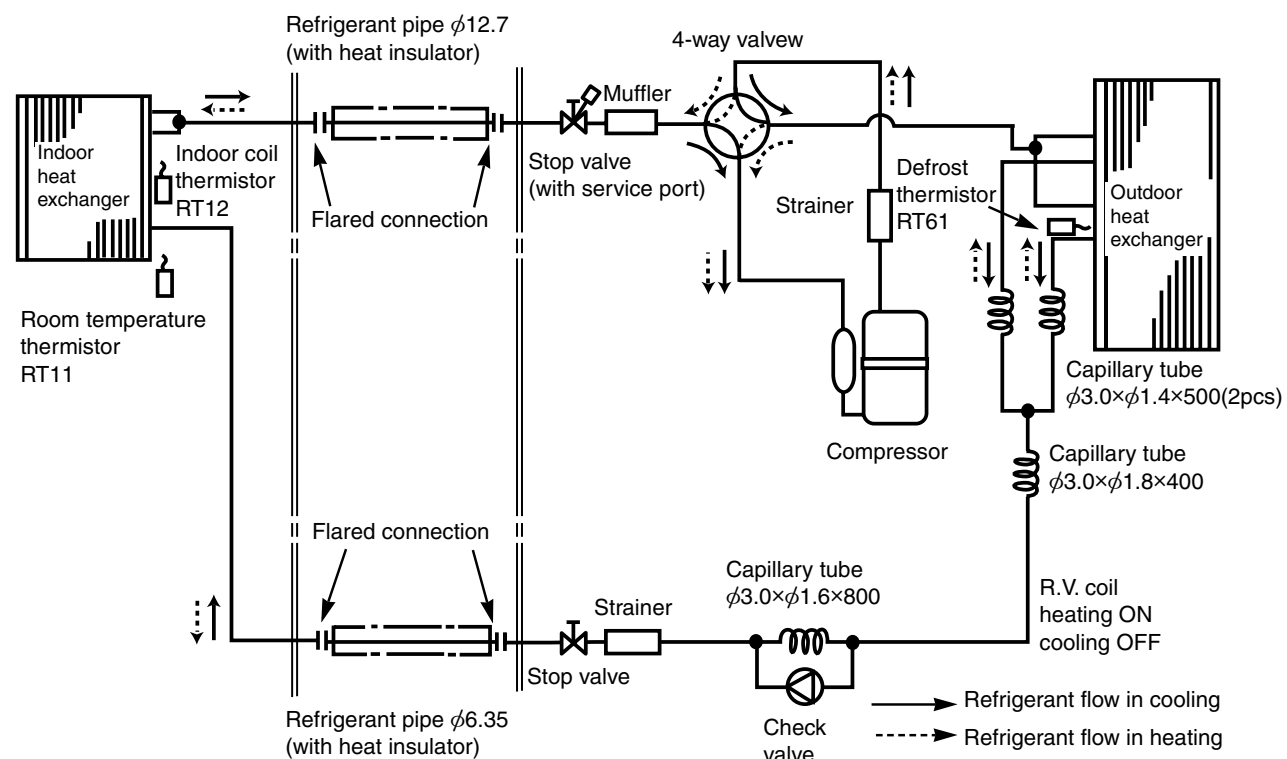 Refrigerant pipe ϕ12.7
(with heat insulator)
4-way valvew
Muffler
Indoor
heat
exchanger
Indoor coil
thermistor
RT12
Stop valve
(with service port)
Flared connection
Strainer
Defrost
thermistor
RT61
Outdoor
heat
exchanger
Room temperature
thermistor
RT11
Capillary tube
ϕ3.0×ϕ1.4×500(2pcs)
Compressor
Capillary tube
ϕ3.0×ϕ1.8×400
Flared connection
Capillary tube
ϕ3.0×ϕ1.6×800
Strainer
R.V. coil
heating ON
cooling OFF
Stop valve
Refrigerant pipe ϕ6.35
(with heat insulator)
Check
valve
Refrigerant flow in cooling
Refrigerant flow in heating